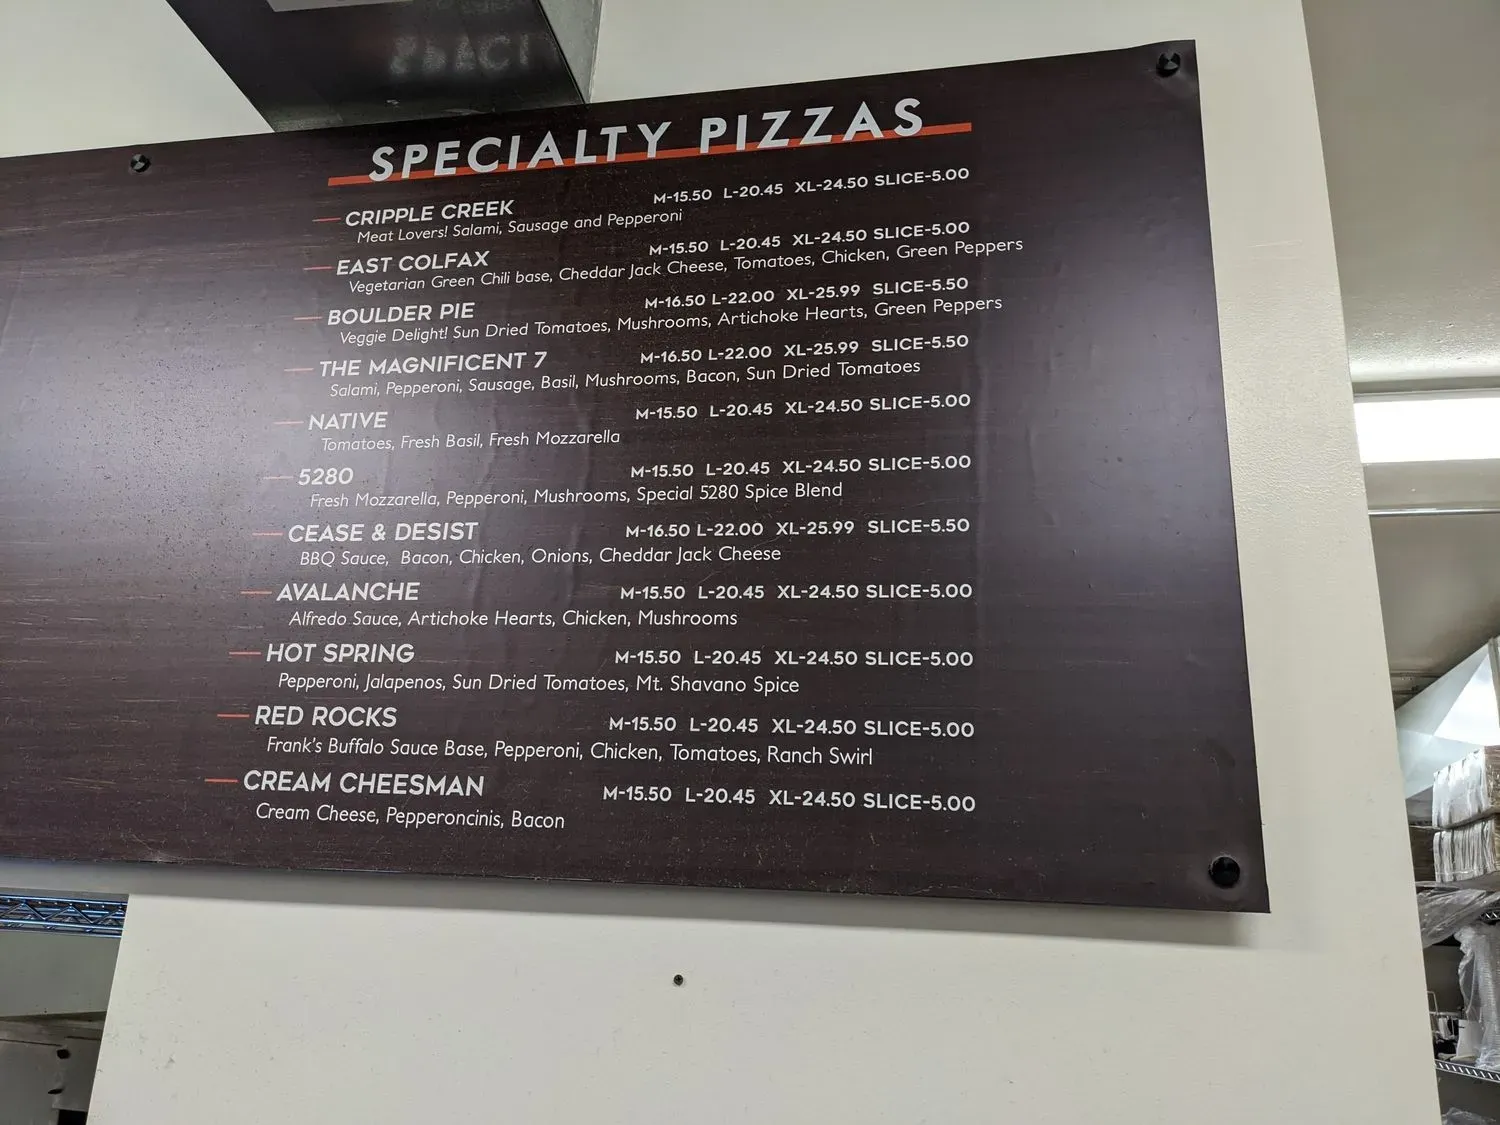 SPECIALTY PIZZAS
CRIPPLE CREEK M-15.50 L-20.45 XL-24.50 SLICE-5.00
Meat Lovers! Salami, Sausage and Pepperoni
EAST COLFAX M-15.50 L-20.45 XL-24.50 SLICE-5.00
Vegetarian Green Chili base, Cheddar Jack Cheese, Tomatoes, Chicken, Green Peppers
BOULDER PIE M-16.50 L-22.00 XL-25.99 SLICE-5.50
Veggie Delight! Sun Dried Tomatoes, Mushrooms, Artichoke Hearts, Green Peppers
THE MAGNIFICENT 7 M-16.50 L-22.00 XL-25.99 SLICE-5.50
Salami, Pepperoni, Sausage, Basil, Mushrooms, Bacon, Sun Dried Tomatoes
NATIVE M-15.50 L-20.45 XL-24.50 SLICE-5.00
Tomatoes, Fresh Basil, Fresh Mozzarella
5280 M-15.50 L-20.45 XL-24.50 SLICE-5.00
Fresh Mozzarella, Pepperoni, Mushrooms, Special 5280 Spice Blend
CEASE & DESIST M-16.50 L-22.00 XL-25.99 SLICE-5.50
BBQ Sauce, Bacon, Chicken, Onions, Cheddar Jack Cheese
AVALANCHE M-15.50 L-20.45 XL-24.50 SLICE-5.00
Alfredo Sauce, Artichoke Hearts, Chicken, Mushrooms
HOT SPRING M-15.50 L-20.45 XL-24.50 SLICE-5.00
Pepperoni, Jalapenos, Sun Dried Tomatoes, Mt. Shavano Spice
RED ROCKS M-15.50 L-20.45 XL-24.50 SLICE-5.00
Frank's Buffalo Sauce Base, Pepperoni, Chicken, Tomatoes, Ranch Swirl
CREAM CHEESMAN M-15.50 L-20.45 XL-24.50 SLICE-5.00
Cream Cheese, Pepperoncinis, Bacon